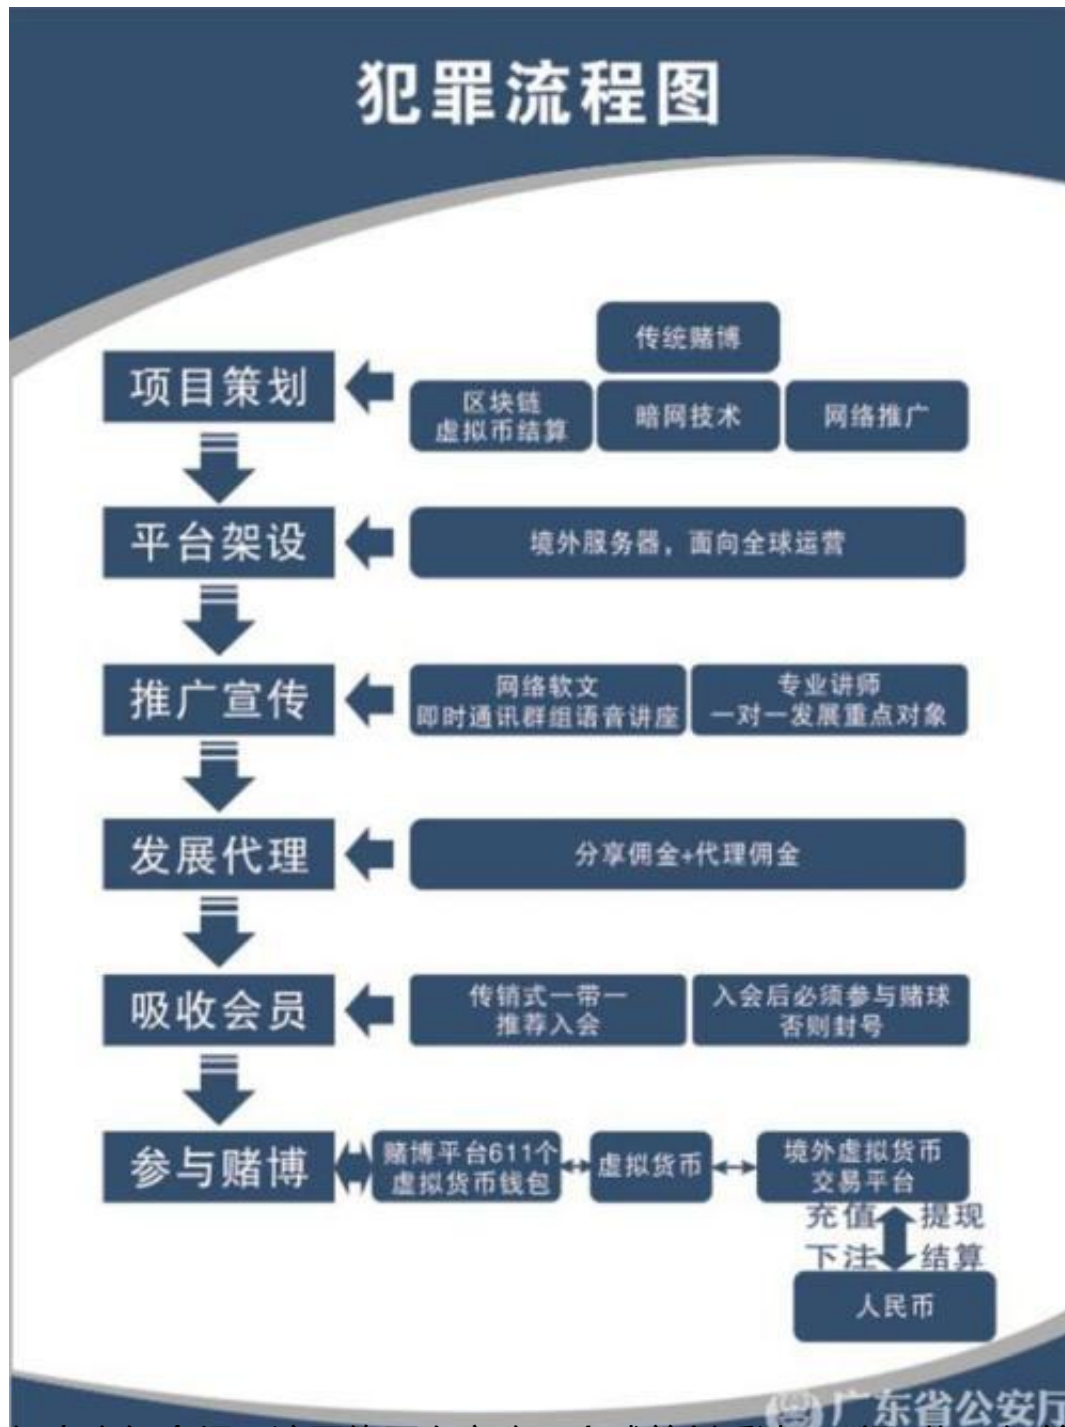 犯罪流程图
传统赌博
项目策划
区块链
虚拟币结算
暗网技术
网络推广
平台架设
境外服务器，面向全球运营
推广宣传
网络软文
即时通讯群组语音讲座
专业讲师
一对一发展重点对象
发展代理
分享佣金+代理佣金
吸收会员
传销式一带一
推荐入会
入会后必须参与赌球
否则封号
参与赌博
赌博平台611个
虚拟货币钱包
虚拟货币
境外虚拟货币
交易平台
充值 提现
下注 结算
人民币
广东省公安厅